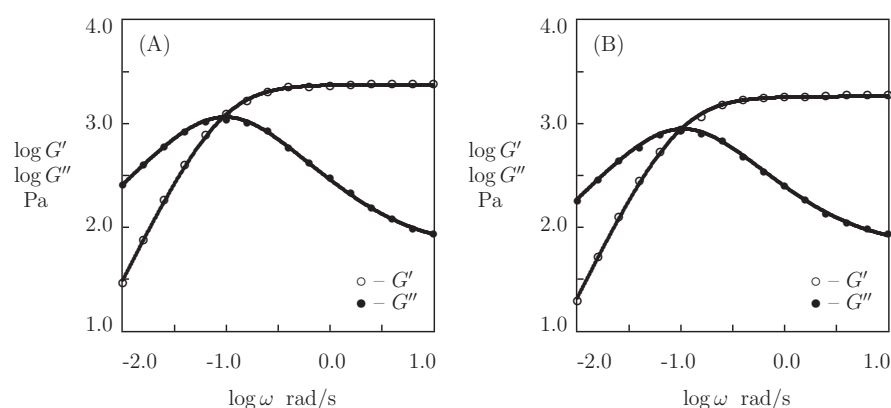 4.0
(A)
3.0
log G′
log G″
Pa
2.0
○ – G′
● – G″
1.0
-2.0 -1.0 0.0 1.0
log ω rad/s
4.0
(B)
3.0
log G′
log G″
Pa
2.0
○ – G′
● – G″
1.0
-2.0 -1.0 0.0 1.0
log ω rad/s